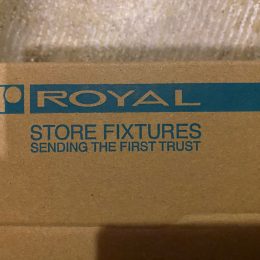 ROYAL
STORE FIXTURES
SENDING THE FIRST TRUST